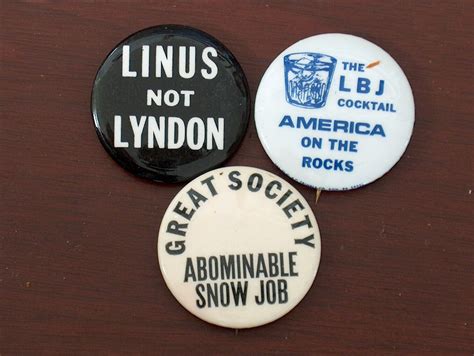 LINUS
NOT
LYNDON
THE
LBJ
COCKTAIL
AMERICA
ON THE
ROCKS
GREAT SOCIETY
ABOMINABLE
SNOW JOB